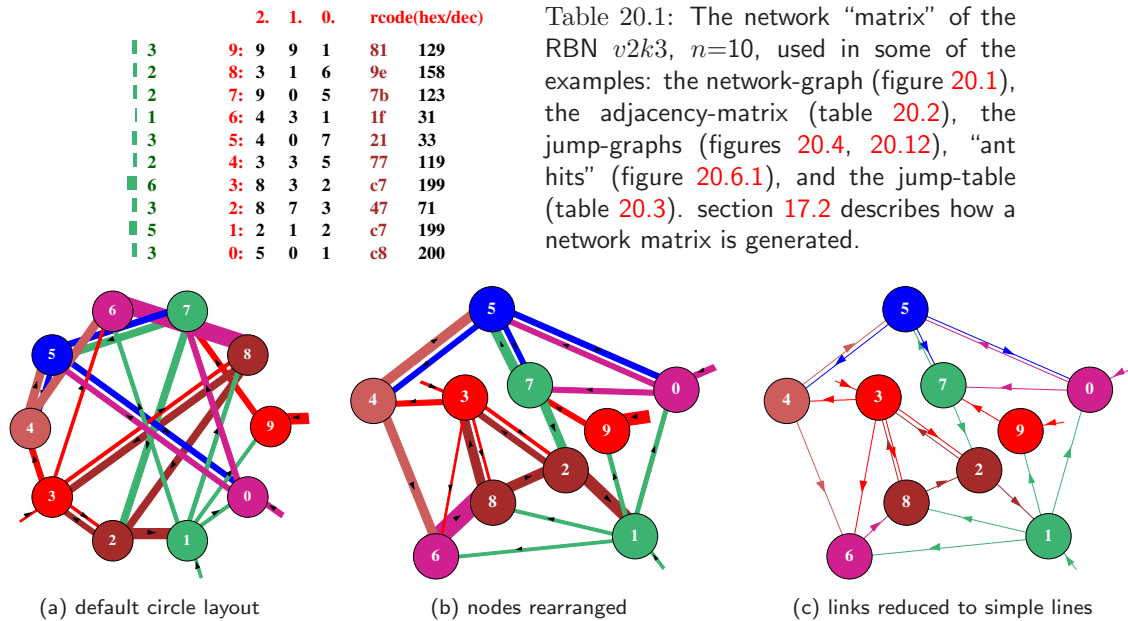 2. 1. 0. rcode(hex/dec)
3 9: 9 9 1 81 129
2 8: 3 1 6 9e 158
2 7: 9 0 5 7b 123
1 6: 4 3 1 1f 31
3 5: 4 0 7 21 33
2 4: 3 3 5 77 119
6 3: 8 3 2 c7 199
3 2: 8 7 3 47 71
5 1: 2 1 2 c7 199
3 0: 5 0 1 c8 200
Table 20.1: The network “matrix” of the
RBN v2k3, n=10, used in some of the
examples: the network-graph (figure 20.1),
the adjacency-matrix (table 20.2), the
jump-graphs (figures 20.4, 20.12), “ant
hits” (figure 20.6.1), and the jump-table
(table 20.3). section 17.2 describes how a
network matrix is generated.
6 7
5 8
4 9
3 0
2 1
(a) default circle layout
5
7 0
4 3
9
2
8
1
6
(b) nodes rearranged
5
7 0
4 3
9
2
8
1
6
(c) links reduced to simple lines